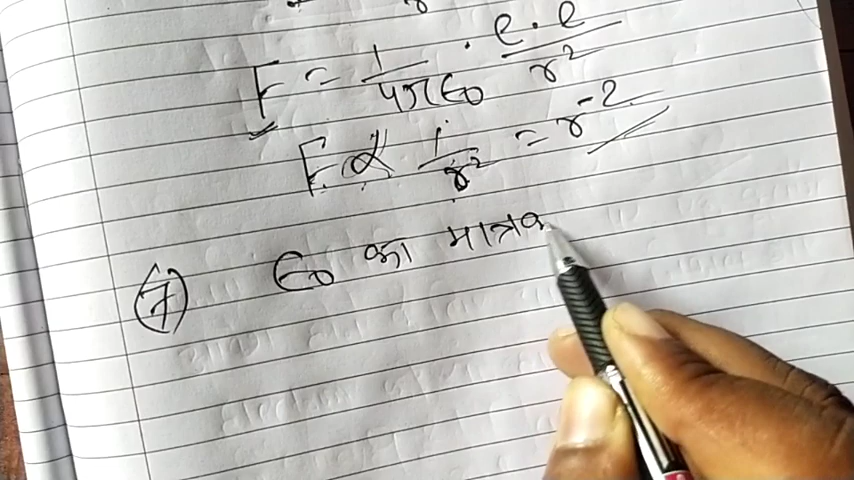 F = 1/4πε₀ · e·e/r²
F ∝ 1/r² = r⁻²
(7) ε₀ का मात्रक